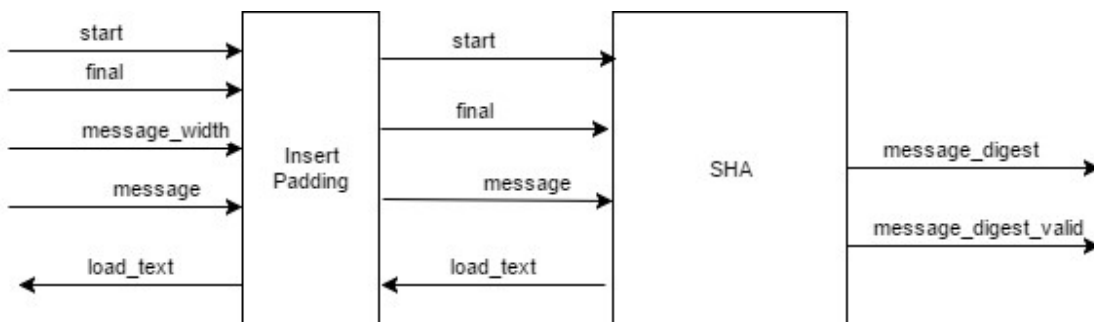 start
final
message_width
message
load_text
Insert
Padding
start
final
message
load_text
SHA
message_digest
message_digest_valid